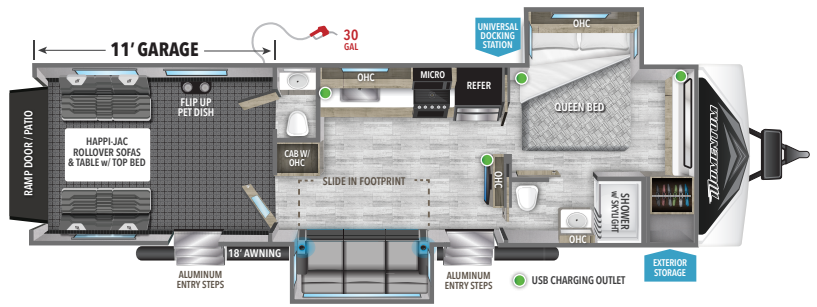 11' GARAGE
30
GAL
UNIVERSAL
DOCKING
STATION
OHC
OHC
MICRO
REFER
FLIP UP
PET DISH
QUEEN BED
RAMP DOOR / PATIO
HAPPI-JAC
ROLLOVER SOFAS
& TABLE w/ TOP BED
CAB W/
OHC
SLIDE IN FOOTPRINT
OHC
SHOWER
W/ SKYLIGHT
MOMENTUM
OHC
18' AWNING
ALUMINUM
ENTRY STEPS
ALUMINUM
ENTRY STEPS
USB CHARGING OUTLET
EXTERIOR
STORAGE